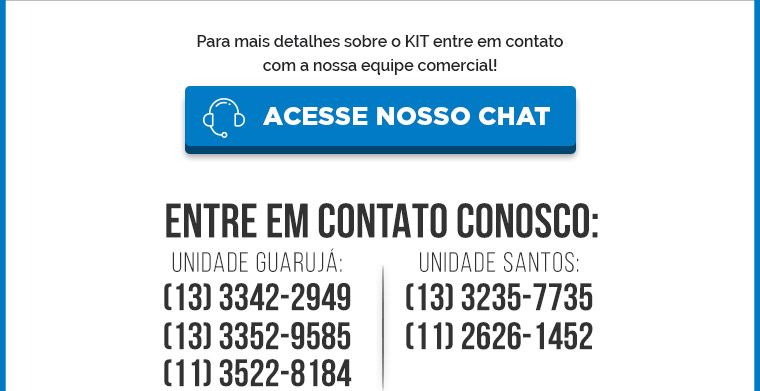 Para mais detalhes sobre o KIT entre em contato
com a nossa equipe comercial!
ACESSE NOSSO CHAT
ENTRE EM CONTATO CONOSCO:
UNIDADE GUARUJÁ:
(13) 3342-2949
(13) 3352-9585
(11) 3522-8184
UNIDADE SANTOS:
(13) 3235-7735
(11) 2626-1452